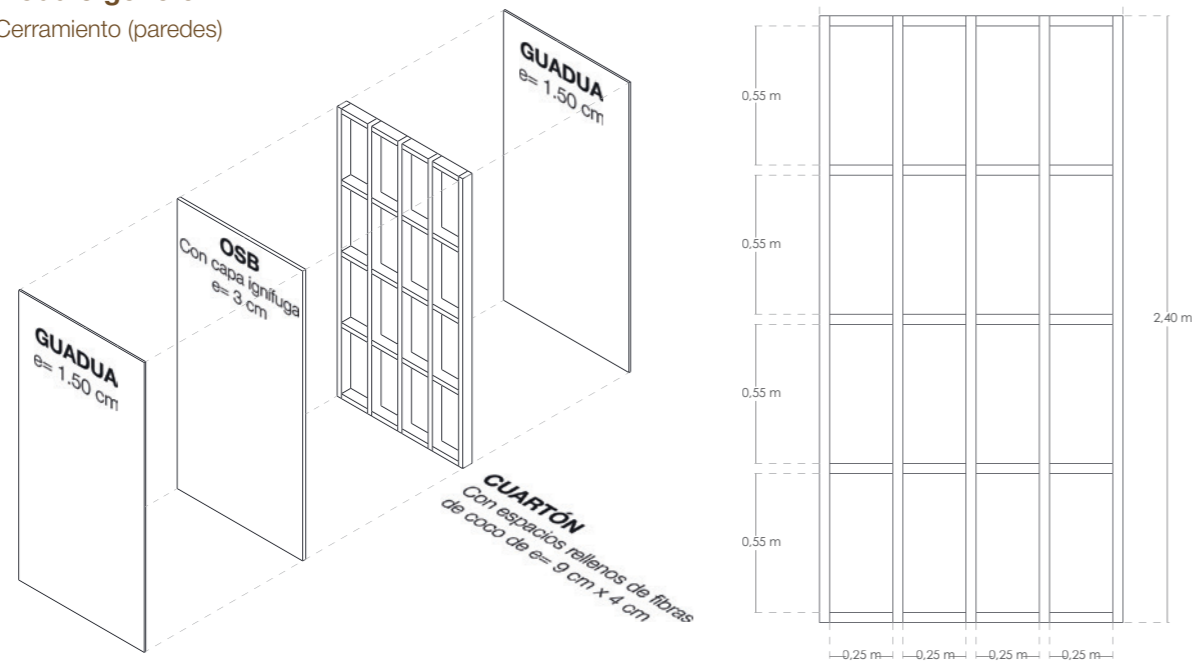 Cerramiento (paredes)
GUADUA
e= 1.50 cm
OSB
Con capa ignífuga
e= 3 cm
GUADUA
e= 1.50 cm
CUARTÓN
Con espacios rellenos de fibras
de coco de e= 9 cm x 4 cm
0,55 m
0,55 m
0,55 m
0,55 m
2,40 m
0,25 m
0,25 m
0,25 m
0,25 m